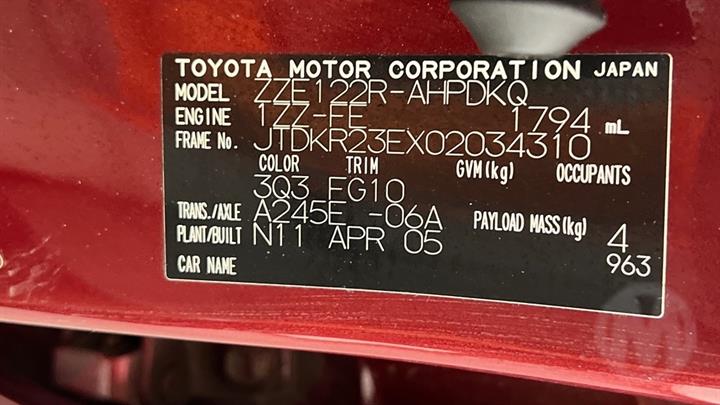 TOYOTA MOTOR CORPORATION JAPAN
MODEL ZZE122R-AHPDKQ
ENGINE 1ZZ-FE 1794 mL
FRAME No. JTDKR23EX02034310
COLOR TRIM GVM(kg) OCCUPANTS
3Q3 FG10
TRANS./AXLE A245E -06A PAYLOAD MASS(kg) 4
PLANT/BUILT N11 APR 05 963
CAR NAME